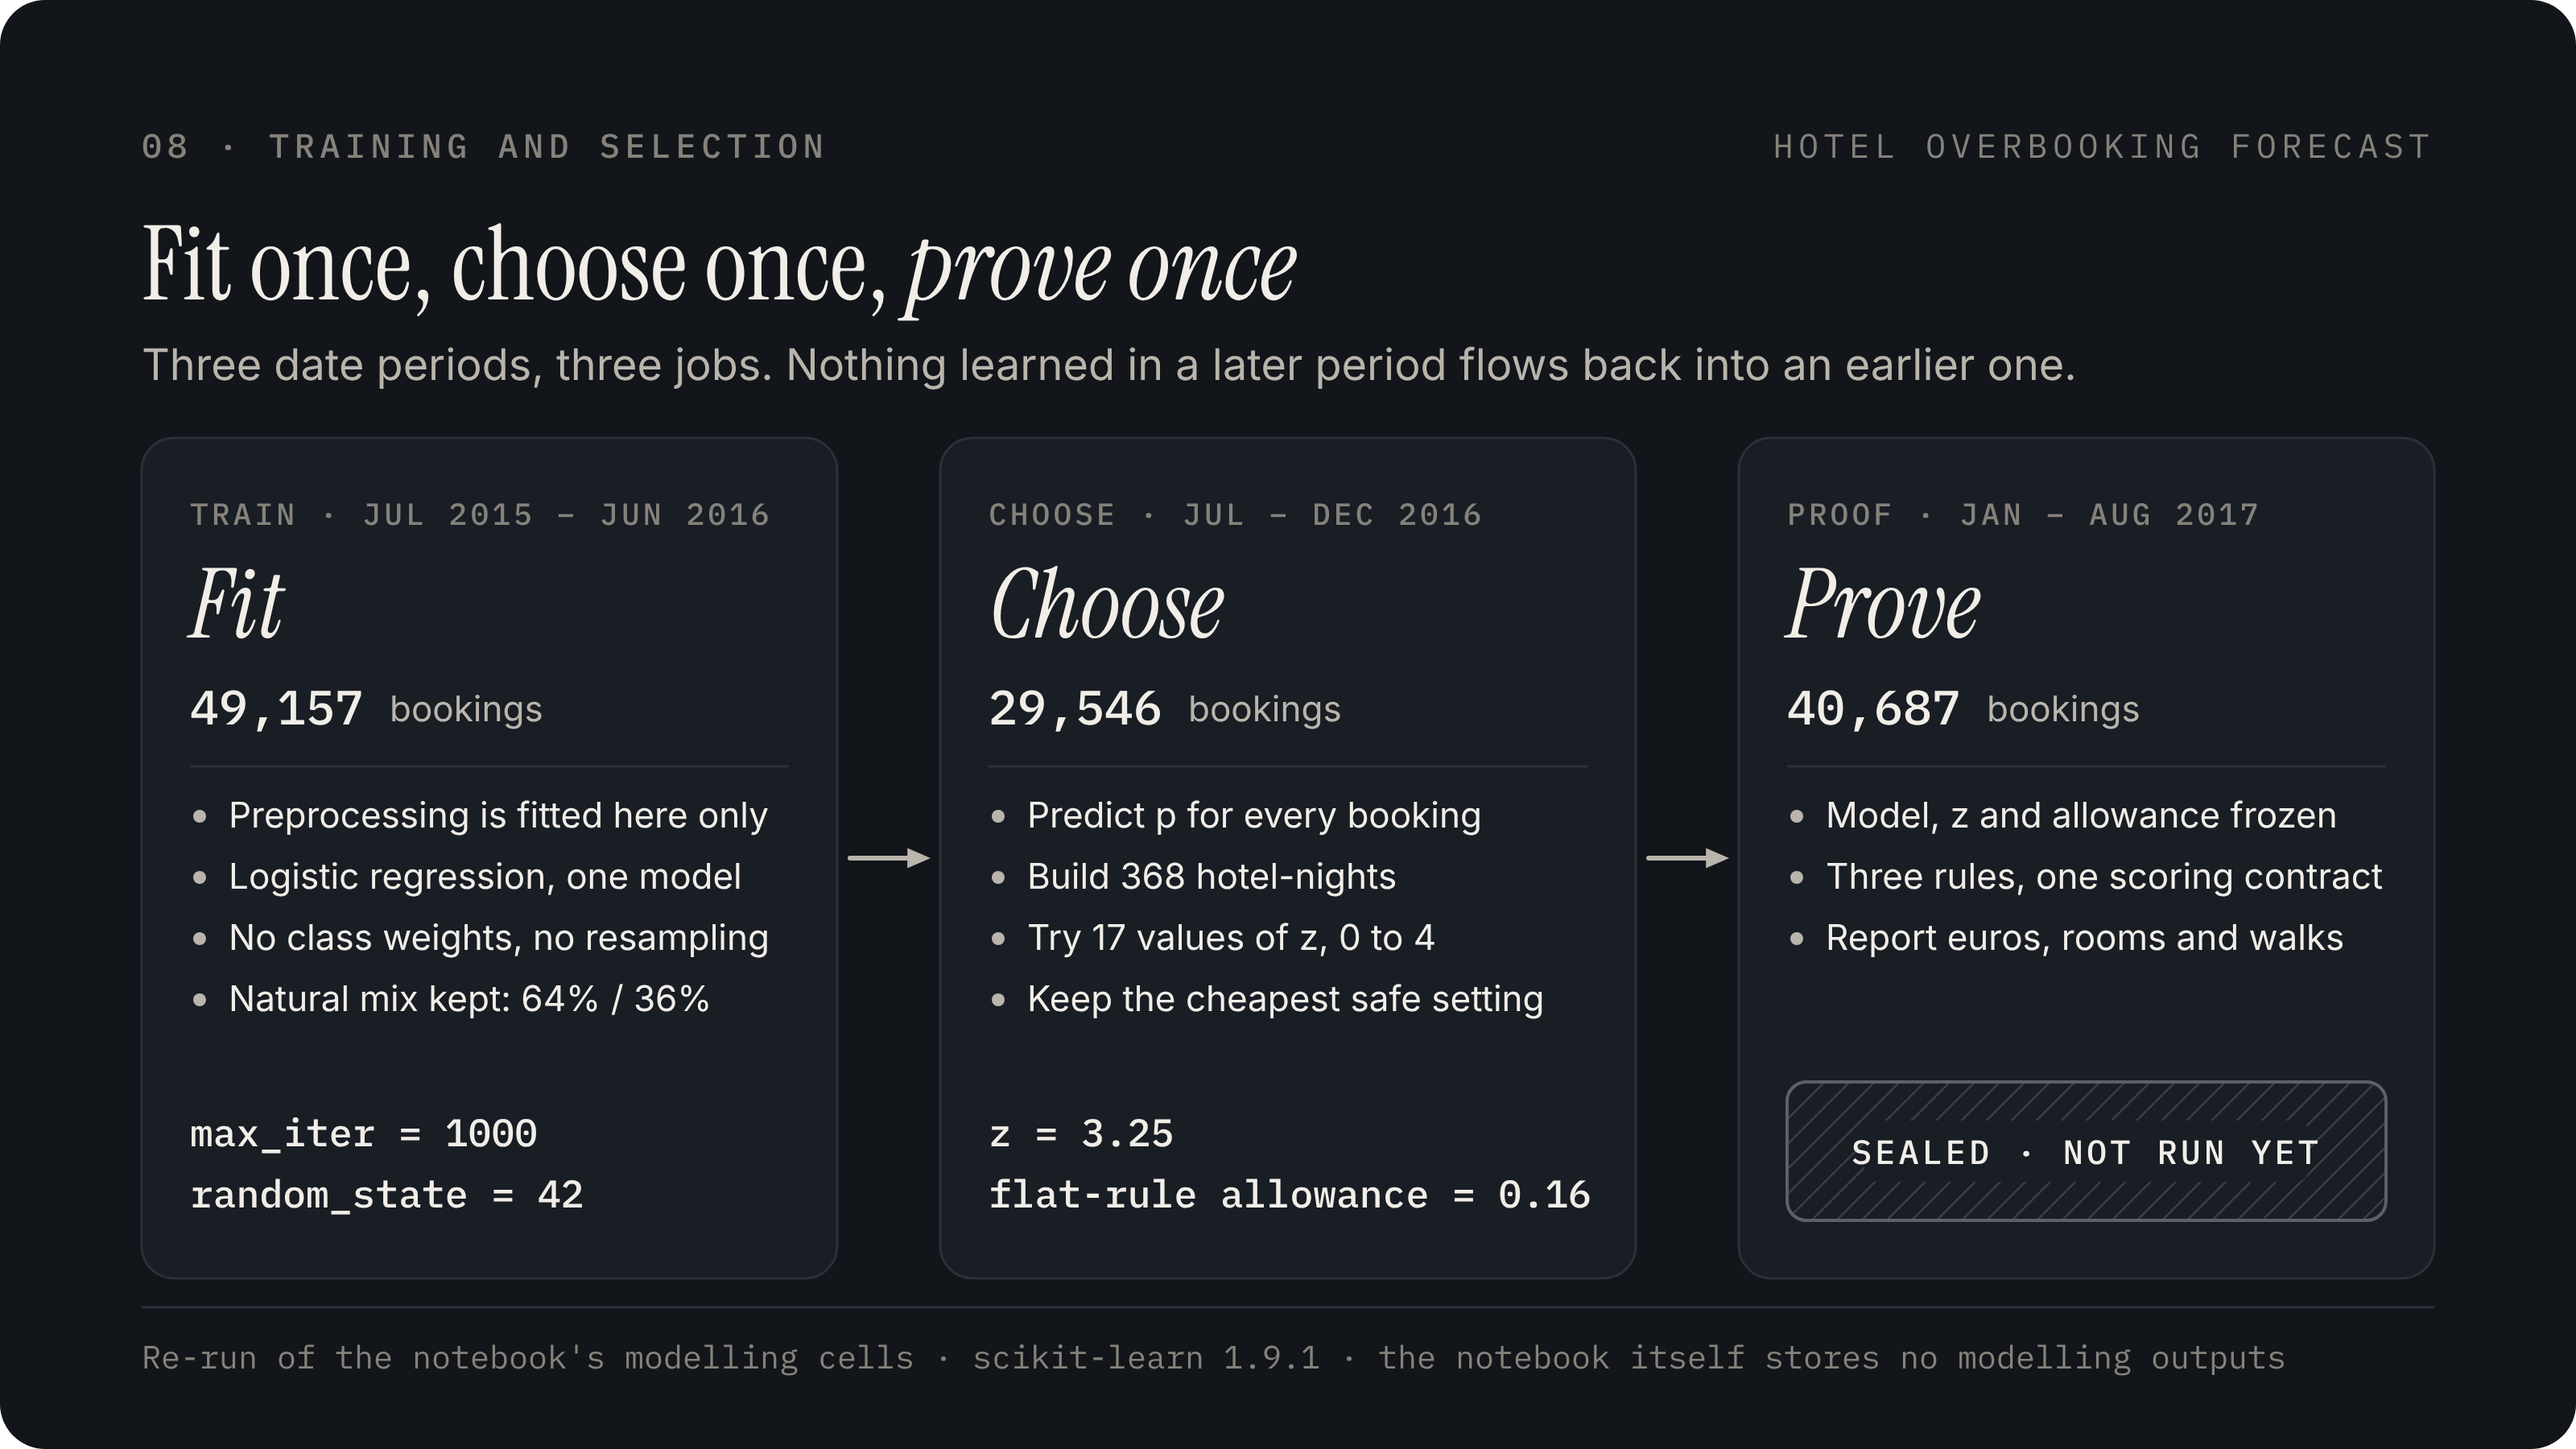 08 · TRAINING AND SELECTION
HOTEL OVERBOOKING FORECAST
Fit once, choose once, prove once
Three date periods, three jobs. Nothing learned in a later period flows back into an earlier one.
TRAIN · JUL 2015 – JUN 2016
Fit
49,157 bookings
• Preprocessing is fitted here only
• Logistic regression, one model
• No class weights, no resampling
• Natural mix kept: 64% / 36%
max_iter = 1000
random_state = 42
CHOOSE · JUL – DEC 2016
Choose
29,546 bookings
• Predict p for every booking
• Build 368 hotel-nights
• Try 17 values of z, 0 to 4
• Keep the cheapest safe setting
z = 3.25
flat-rule allowance = 0.16
PROOF · JAN – AUG 2017
Prove
40,687 bookings
• Model, z and allowance frozen
• Three rules, one scoring contract
• Report euros, rooms and walks
SEALED · NOT RUN YET
Re-run of the notebook's modelling cells · scikit-learn 1.9.1 · the notebook itself stores no modelling outputs